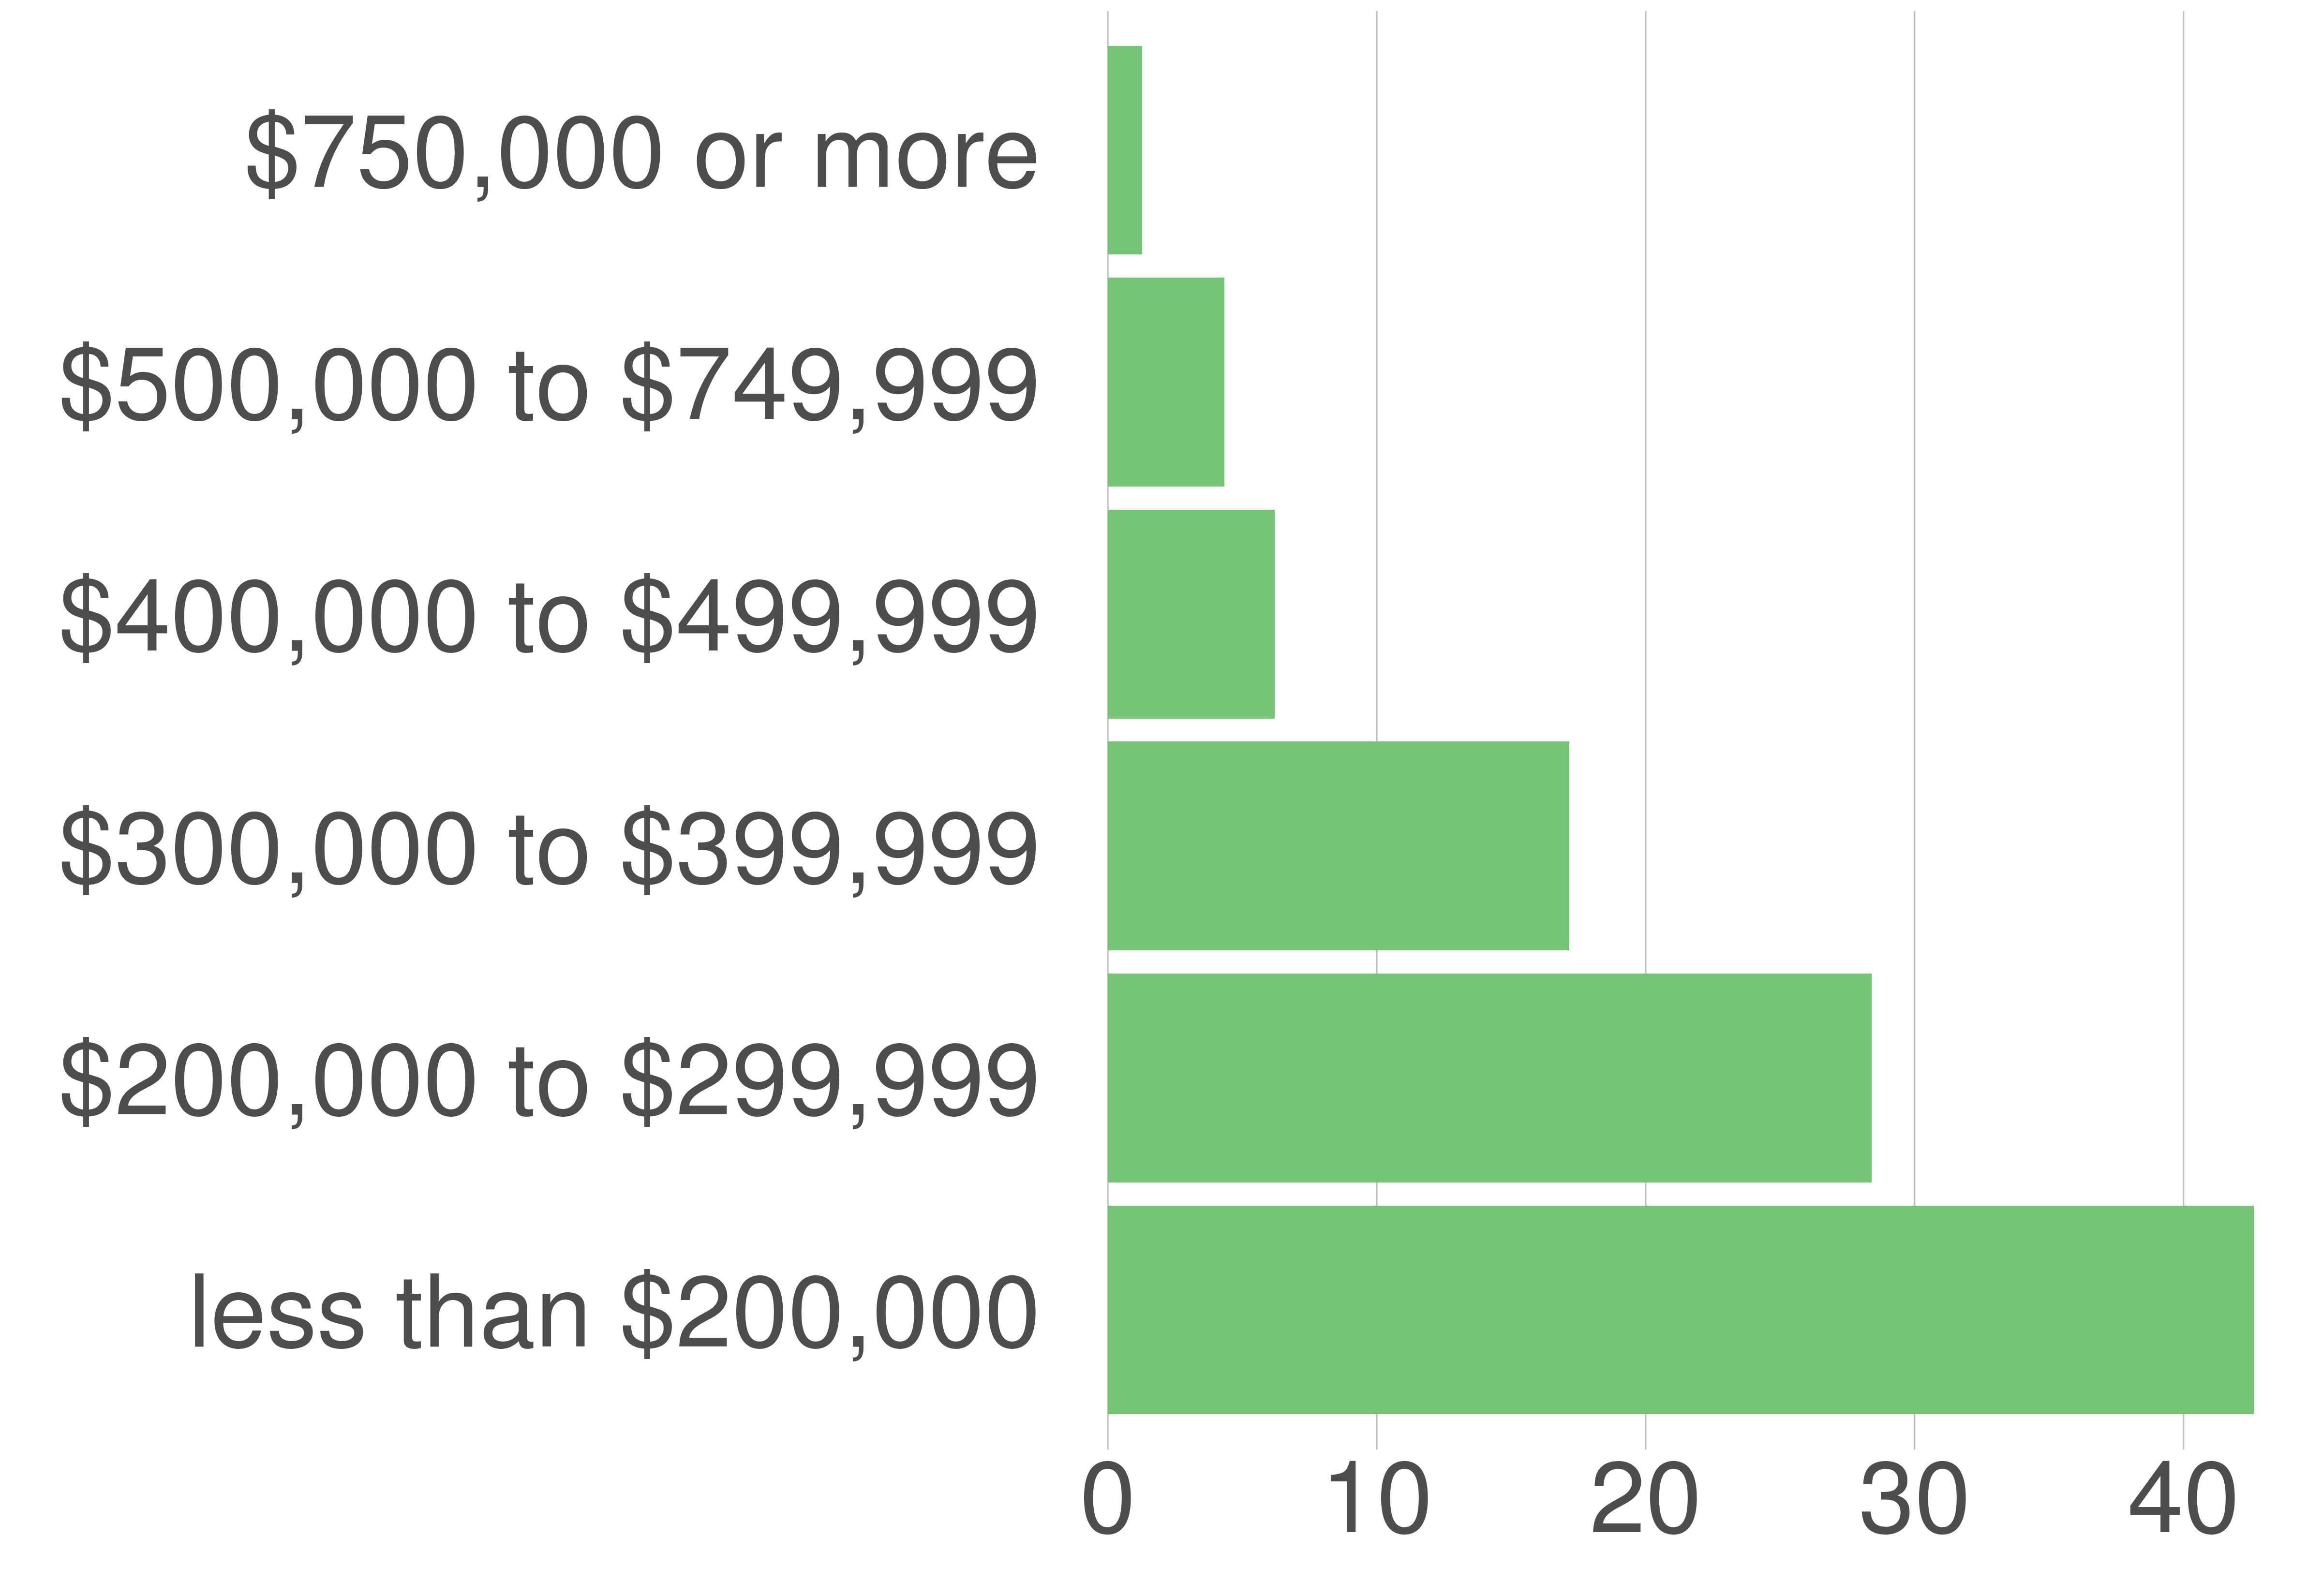 $750,000 or more
$500,000 to $749,999
$400,000 to $499,999
$300,000 to $399,999
$200,000 to $299,999
less than $200,000
0 10 20 30 40